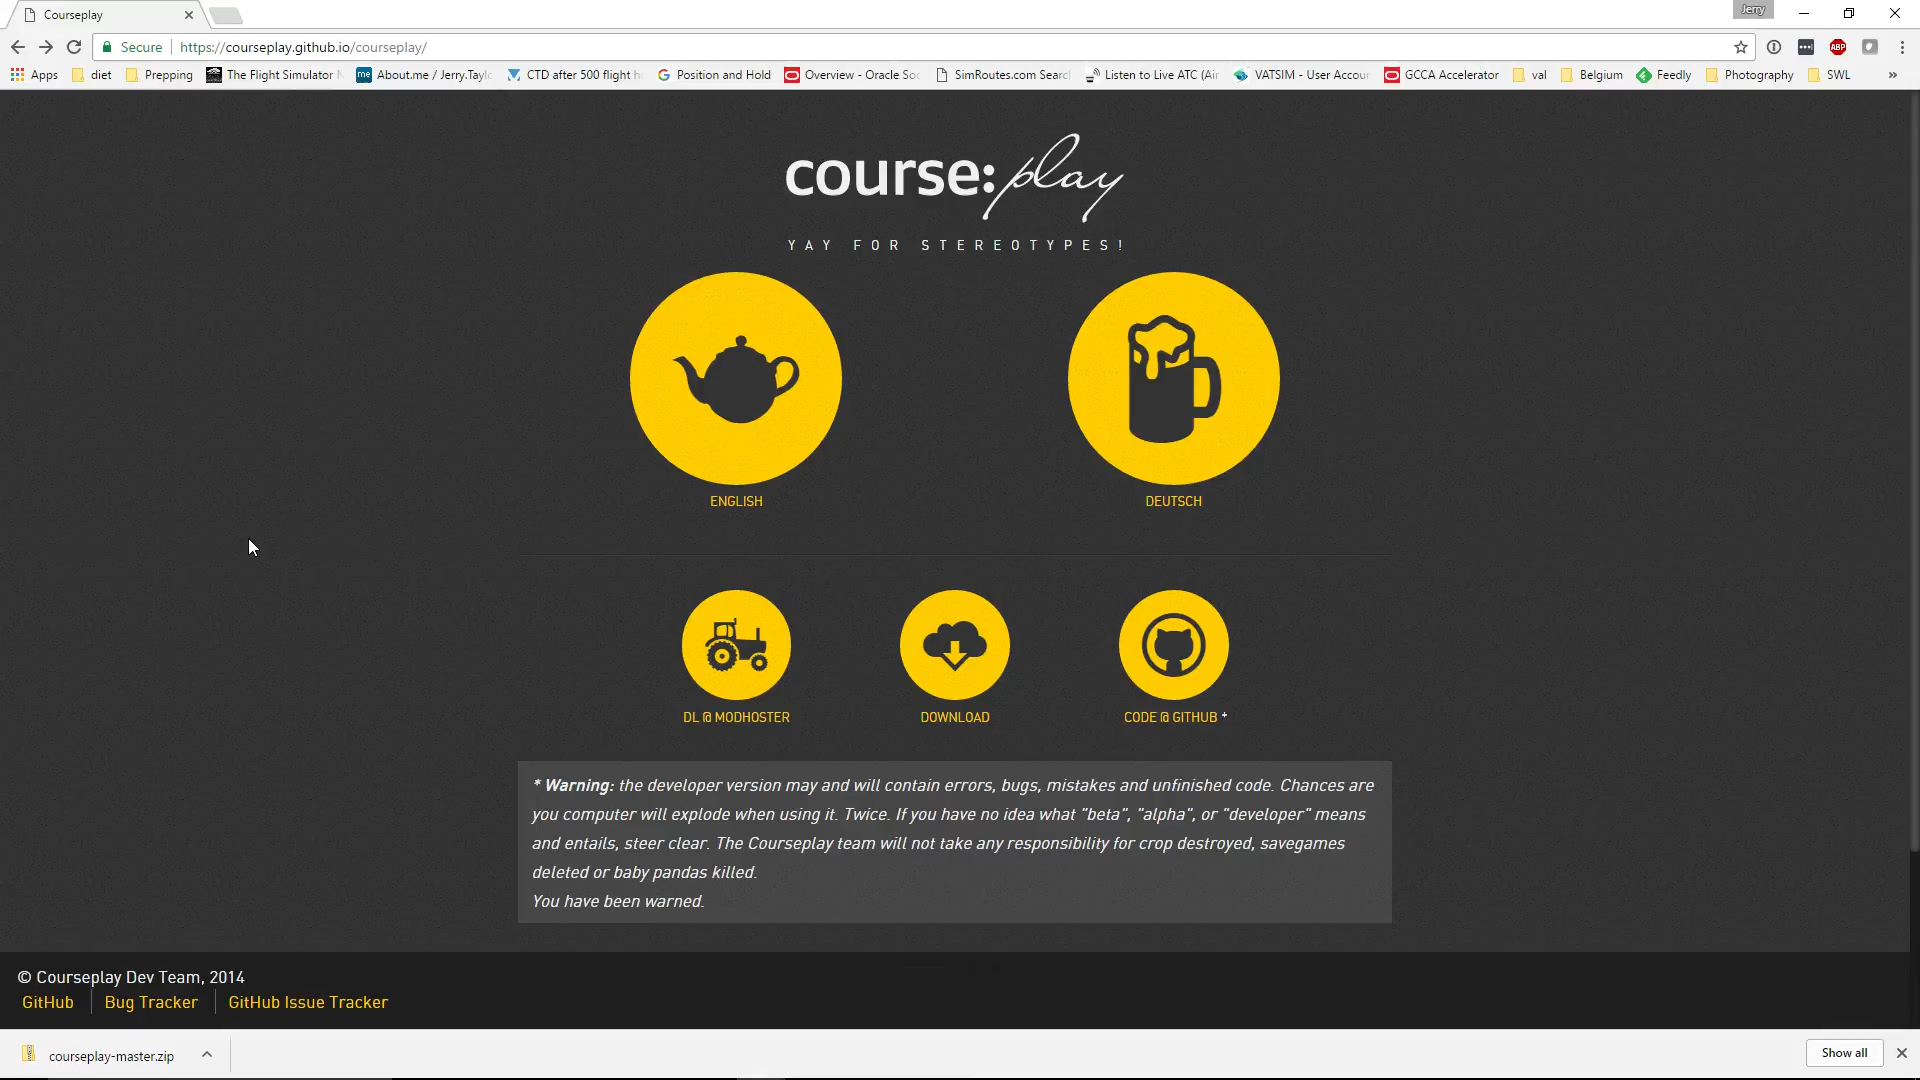 Courseplay
Jerry
Secure
https://courseplay.github.io/courseplay/
ABP
Apps
diet
Prepping
The Flight Simulator
me
About.me / Jerry.Tayl
CTD after 500 flight h
Position and Hold
Overview - Oracle Soc
SimRoutes.com Search
Listen to Live ATC (Air
VATSIM - User Accoun
GCCA Accelerator
val
Belgium
Feedly
Photography
SWL
»
course:play
YAY FOR STEREOTYPES!
ENGLISH
DEUTSCH
DL @ MODHOSTER
DOWNLOAD
CODE @ GITHUB *
* Warning: the developer version may and will contain errors, bugs, mistakes and unfinished code. Chances are
you computer will explode when using it. Twice. If you have no idea what "beta", "alpha", or "developer" means
and entails, steer clear. The Courseplay team will not take any responsibility for crop destroyed, savegames
deleted or baby pandas killed.
You have been warned.
© Courseplay Dev Team, 2014
GitHub
Bug Tracker
GitHub Issue Tracker
courseplay-master.zip
Show all